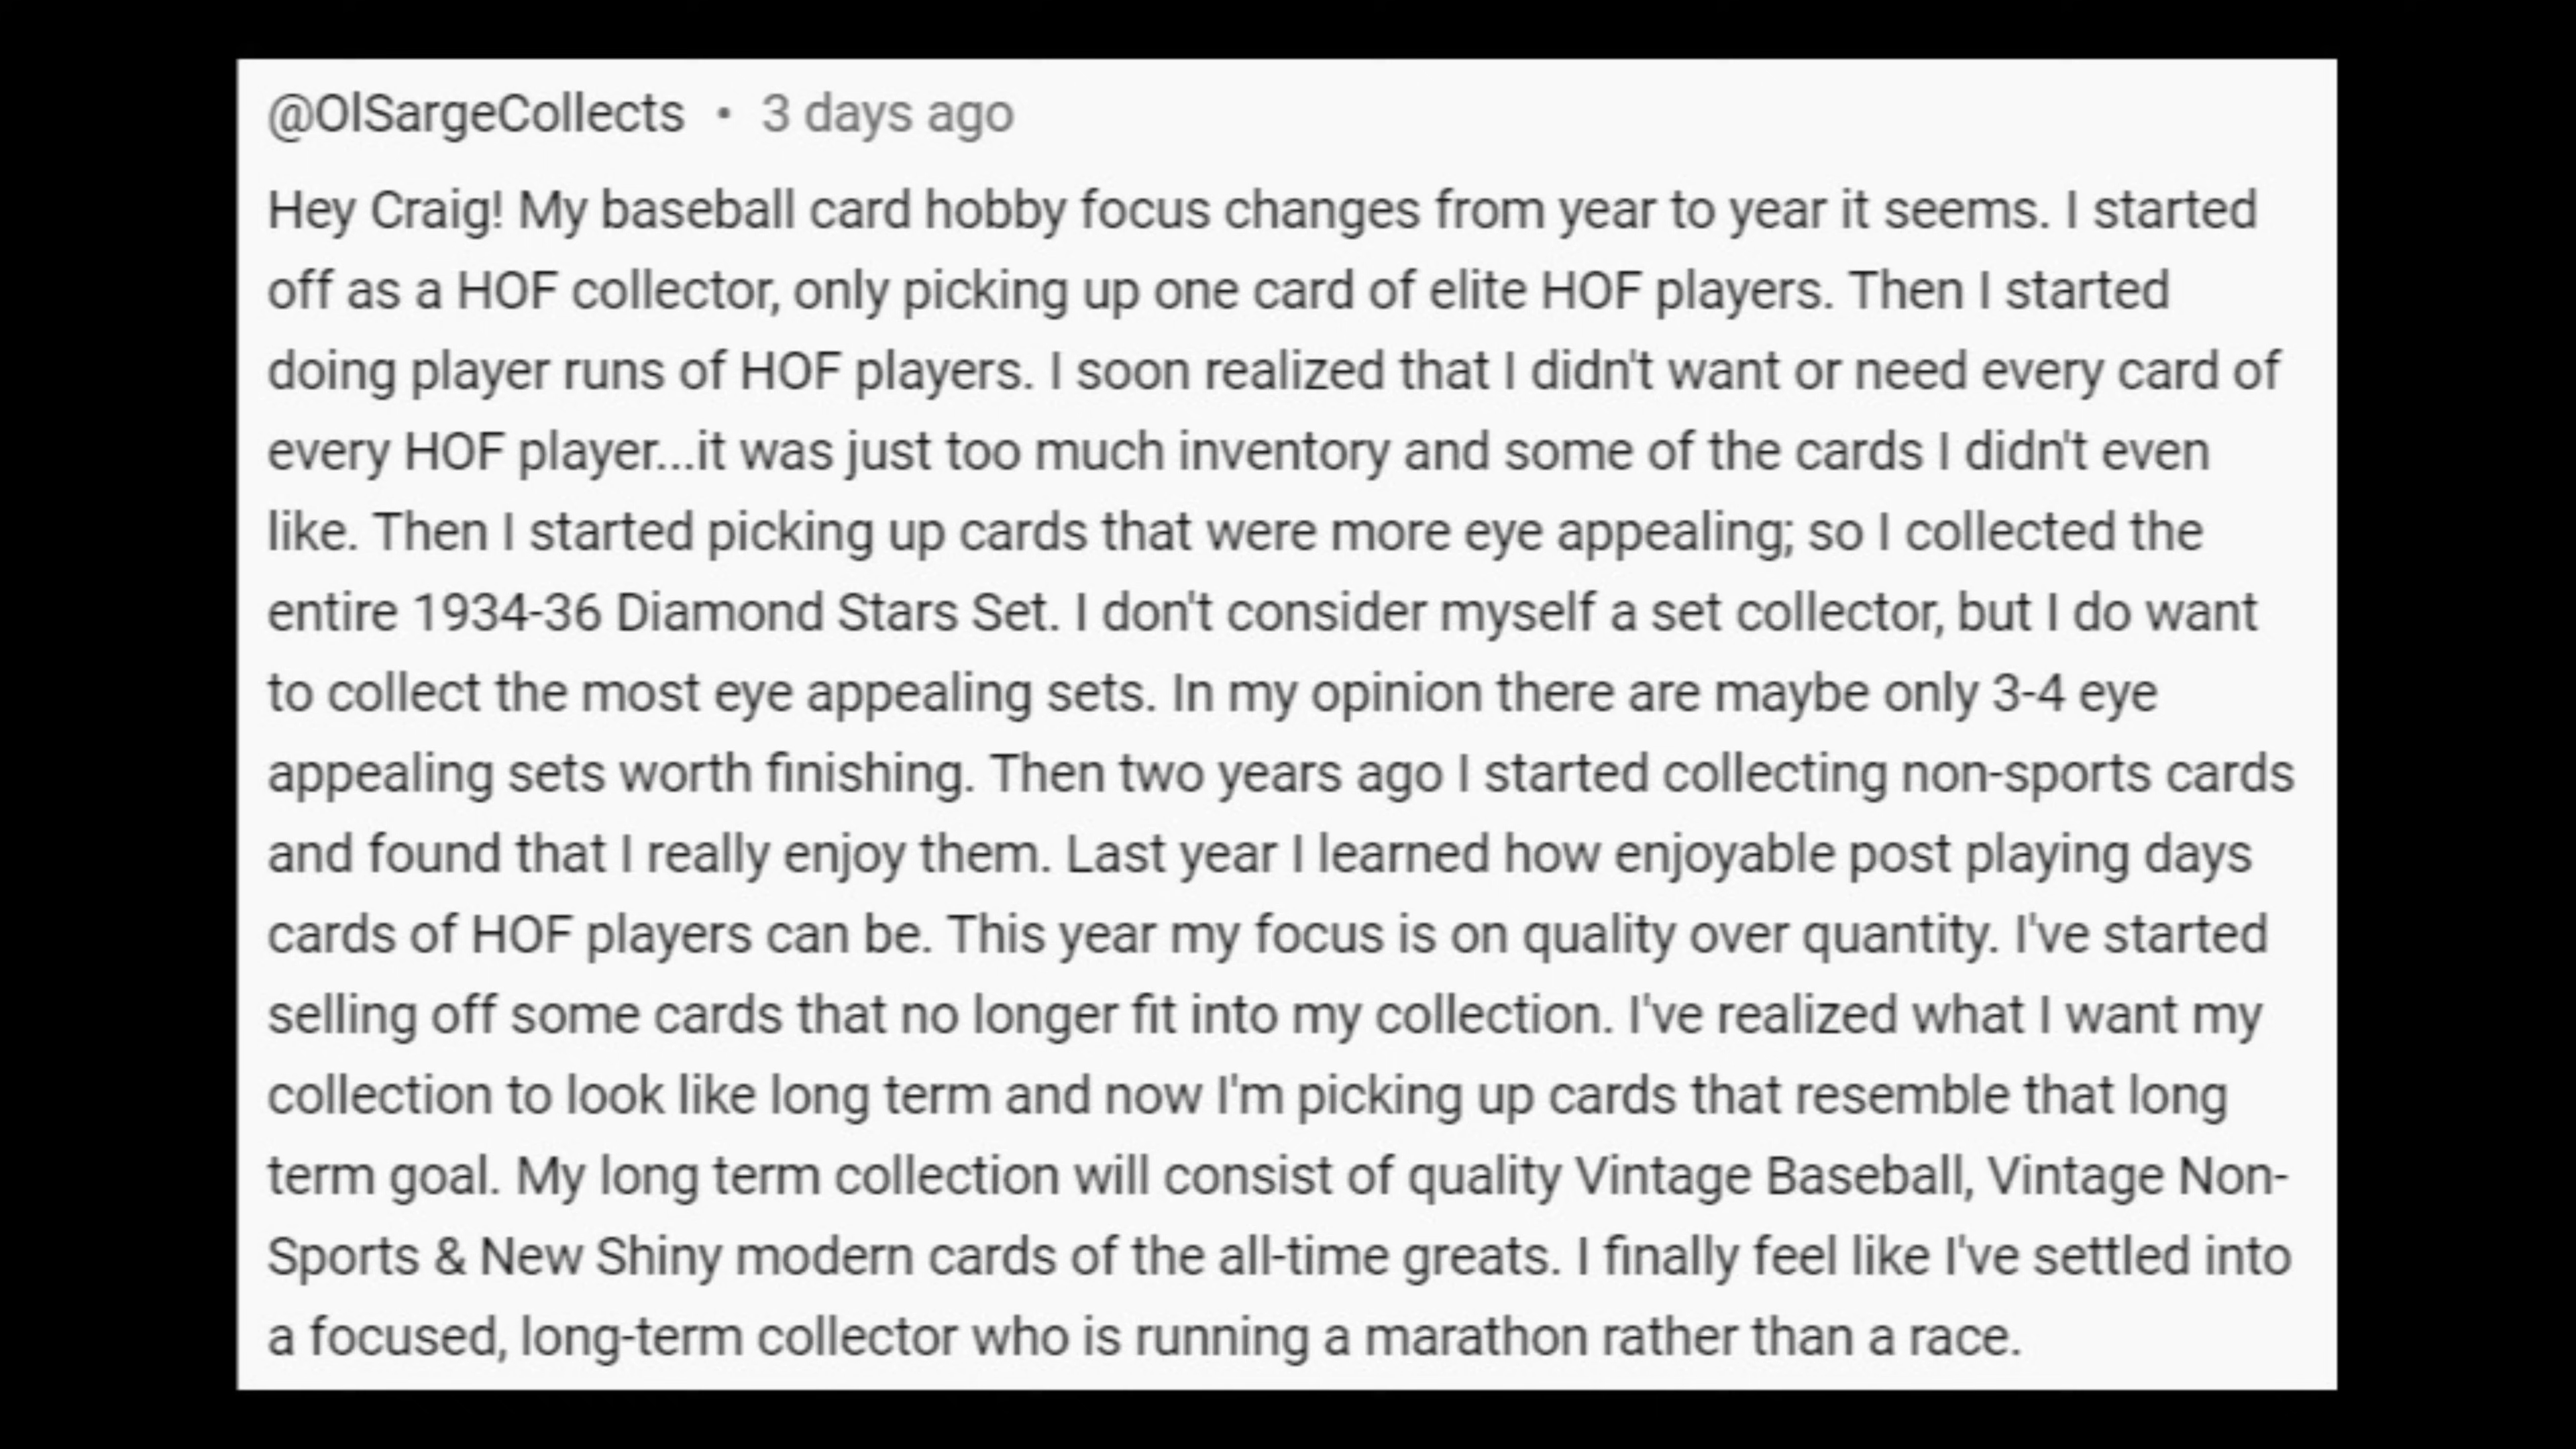 @OlSargeCollects • 3 days ago
Hey Craig! My baseball card hobby focus changes from year to year it seems. I started
off as a HOF collector, only picking up one card of elite HOF players. Then I started
doing player runs of HOF players. I soon realized that I didn't want or need every card of
every HOF player...it was just too much inventory and some of the cards I didn't even
like. Then I started picking up cards that were more eye appealing; so I collected the
entire 1934-36 Diamond Stars Set. I don't consider myself a set collector, but I do want
to collect the most eye appealing sets. In my opinion there are maybe only 3-4 eye
appealing sets worth finishing. Then two years ago I started collecting non-sports cards
and found that I really enjoy them. Last year I learned how enjoyable post playing days
cards of HOF players can be. This year my focus is on quality over quantity. I've started
selling off some cards that no longer fit into my collection. I've realized what I want my
collection to look like long term and now I'm picking up cards that resemble that long
term goal. My long term collection will consist of quality Vintage Baseball, Vintage Non-
Sports & New Shiny modern cards of the all-time greats. I finally feel like I've settled into
a focused, long-term collector who is running a marathon rather than a race.